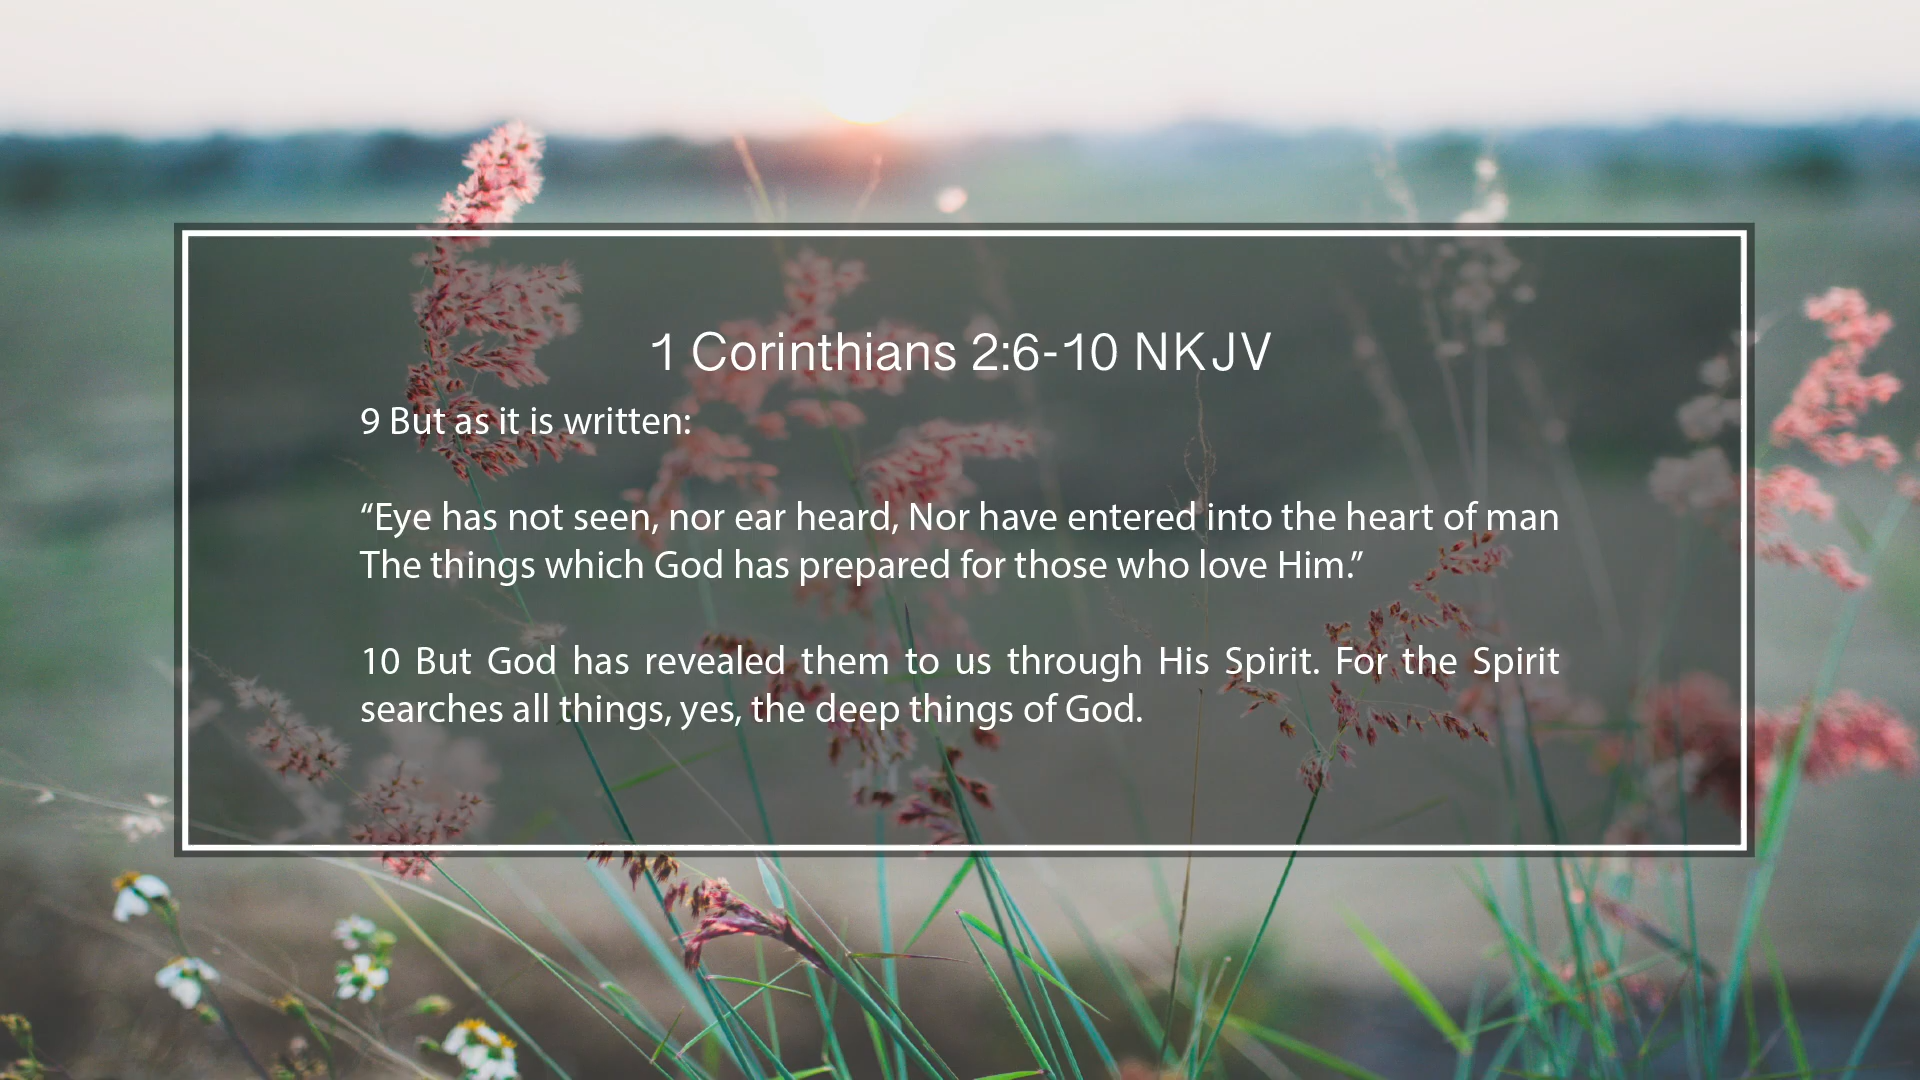 1 Corinthians 2:6-10 NKJV
9 But as it is written:
“Eye has not seen, nor ear heard, Nor have entered into the heart of man
The things which God has prepared for those who love Him.”
10 But God has revealed them to us through His Spirit. For the Spirit
searches all things, yes, the deep things of God.